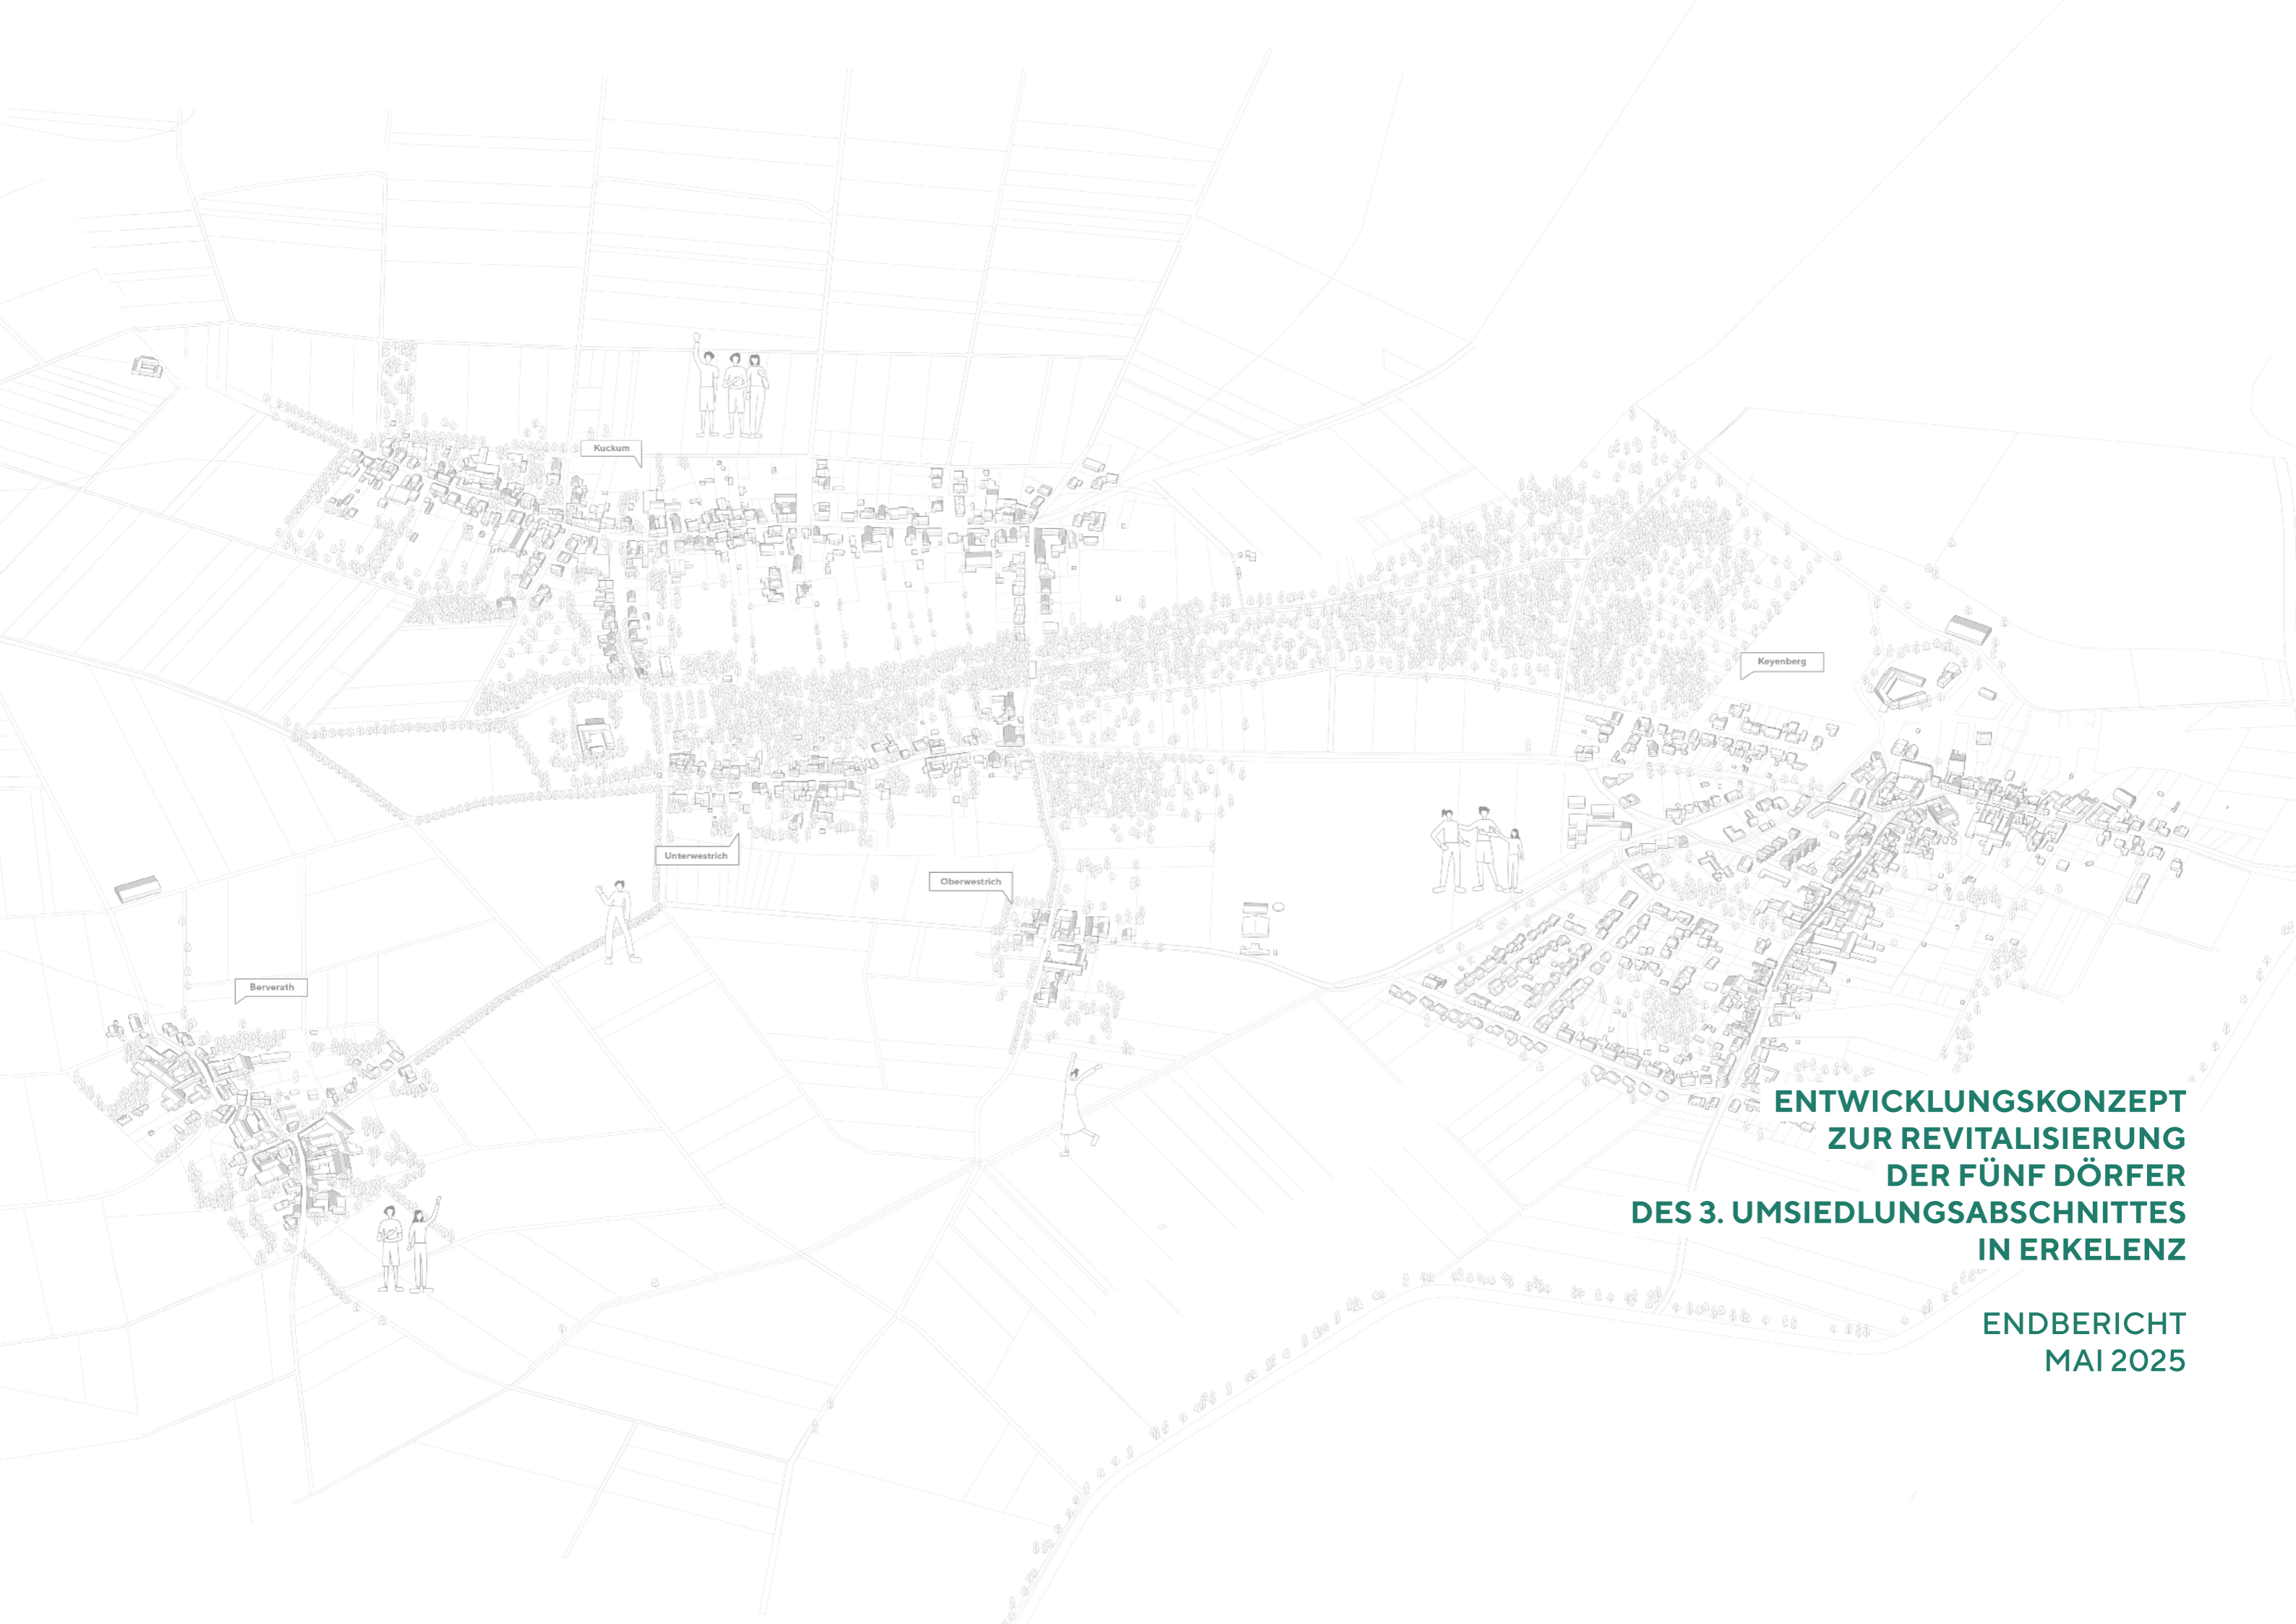 Kuckum
Keyenberg
Unterwestrich
Oberwestrich
Berverath
ENTWICKLUNGSKONZEPT
ZUR REVITALISIERUNG
DER FÜNF DÖRFER
DES 3. UMSIEDLUNGSABSCHNITTES
IN ERKELENZ
ENDBERICHT
MAI 2025